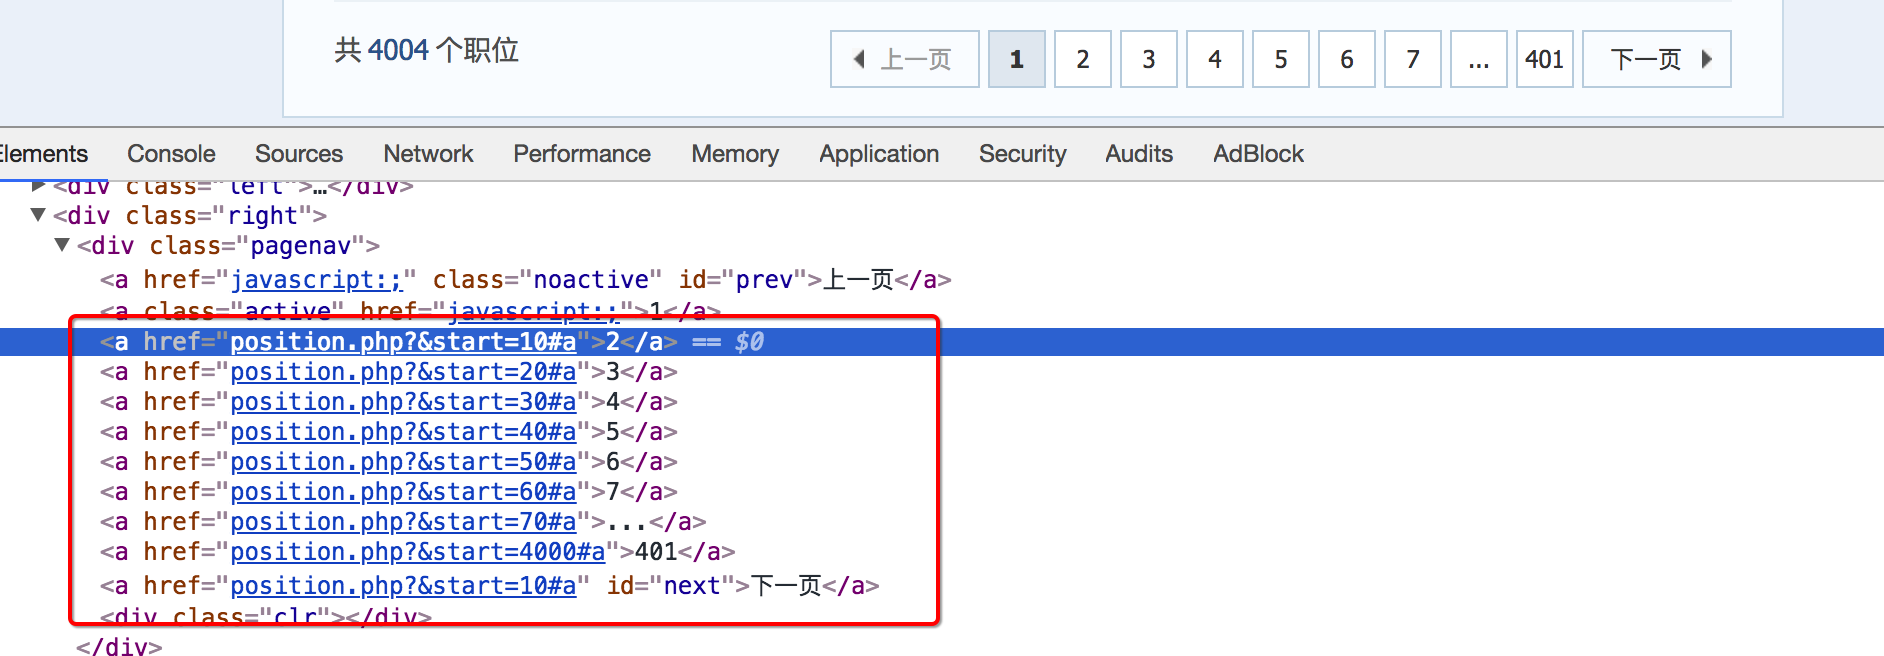 共 4004 个职位
上一页 1 2 3 4 5 6 7 ... 401 下一页
Elements Console Sources Network Performance Memory Application Security Audits AdBlock
<div class="left">…</div>
<div class="right">
<div class="pagenav">
<a href="javascript:;" class="noactive" id="prev">上一页</a>
<a class="active" href="javascript:;">1</a>
<a href="position.php?&start=10#a">2</a> == $0
<a href="position.php?&start=20#a">3</a>
<a href="position.php?&start=30#a">4</a>
<a href="position.php?&start=40#a">5</a>
<a href="position.php?&start=50#a">6</a>
<a href="position.php?&start=60#a">7</a>
<a href="position.php?&start=70#a">...</a>
<a href="position.php?&start=4000#a">401</a>
<a href="position.php?&start=10#a" id="next">下一页</a>
<div class="clr"></div>
</div>